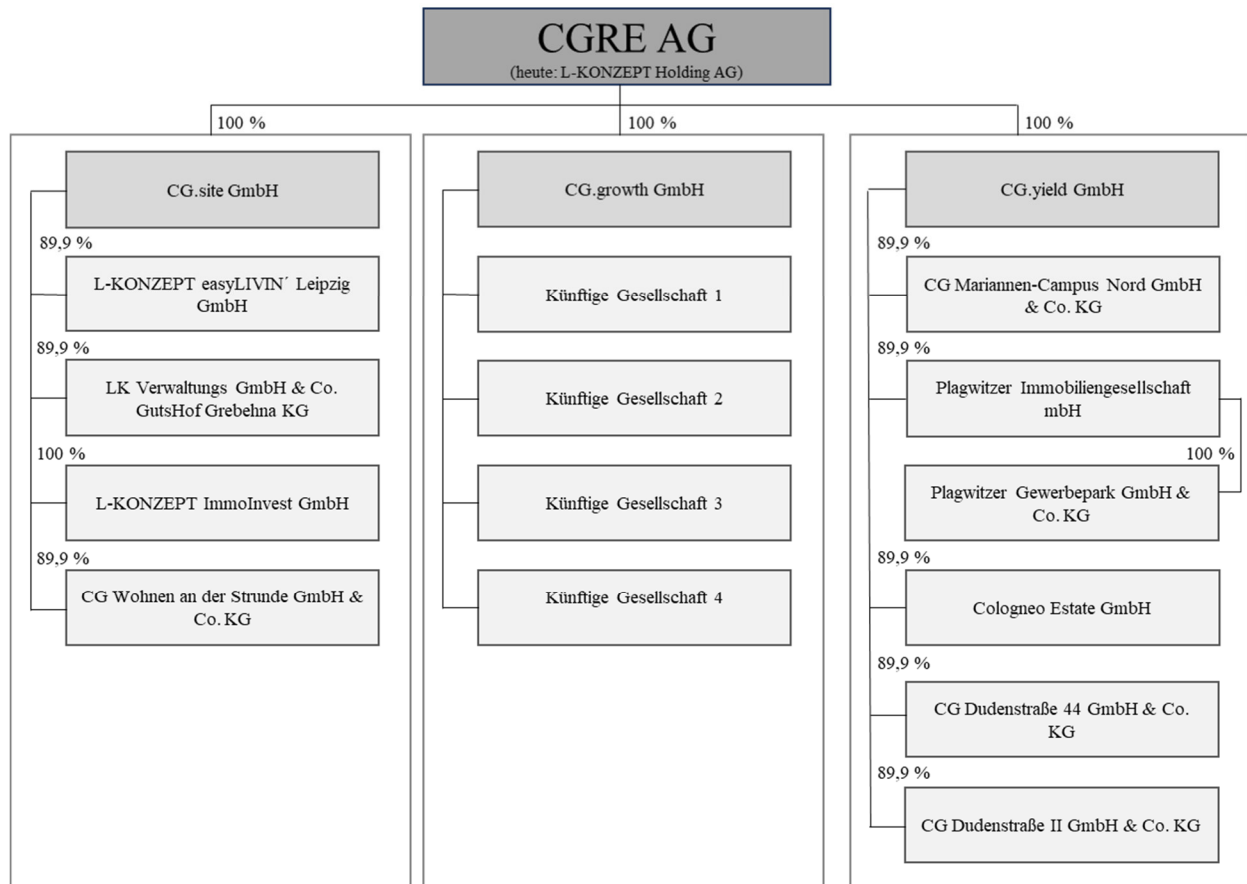 CGRE AG
(heute: L-KONZEPT Holding AG)
100 %
100 %
100 %
CG.site GmbH
89,9 %
L-KONZEPT easyLIVIN´ Leipzig
GmbH
89,9 %
LK Verwaltungs GmbH & Co.
GutsHof Grebehna KG
100 %
L-KONZEPT ImmoInvest GmbH
89,9 %
CG Wohnen an der Strunde GmbH &
Co. KG
CG.growth GmbH
Künftige Gesellschaft 1
Künftige Gesellschaft 2
Künftige Gesellschaft 3
Künftige Gesellschaft 4
CG.yield GmbH
89,9 %
CG Mariannen-Campus Nord GmbH
& Co. KG
89,9 %
Plagwitzer Immobiliengesellschaft
mbH
100 %
Plagwitzer Gewerbepark GmbH &
Co. KG
89,9 %
Cologneo Estate GmbH
89,9 %
CG Dudenstraße 44 GmbH & Co.
KG
89,9 %
CG Dudenstraße II GmbH & Co. KG